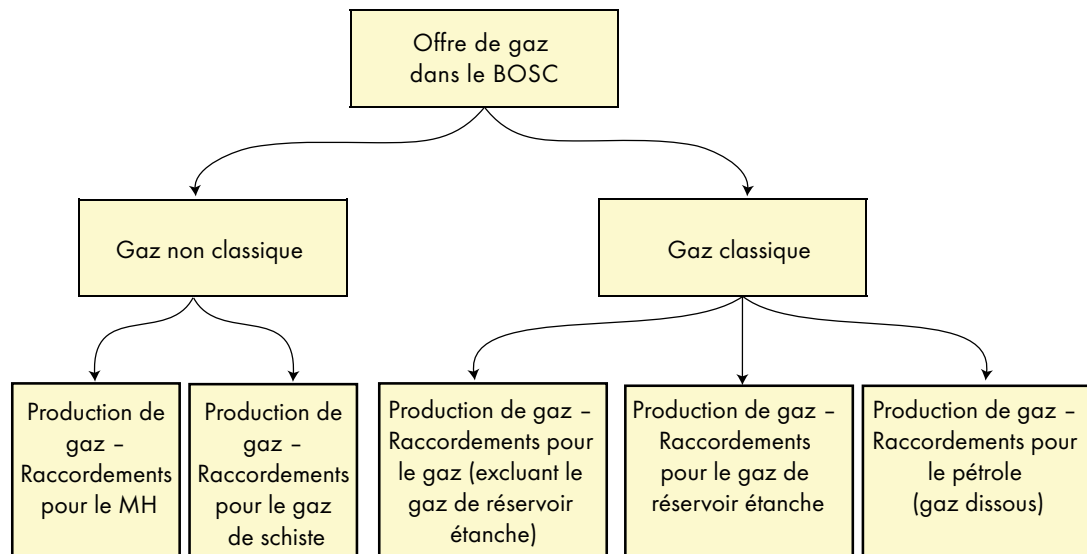 Offre de gaz
dans le BOSC
Gaz non classique
Gaz classique
Production de
gaz –
Raccordements
pour le MH
Production de
gaz –
Raccordements
pour le gaz
de schiste
Production de gaz –
Raccordements pour
le gaz (excluant le
gaz de réservoir
étanche)
Production de gaz –
Raccordements
pour le gaz de
réservoir étanche
Production de gaz –
Raccordements pour
le pétrole
(gaz dissous)